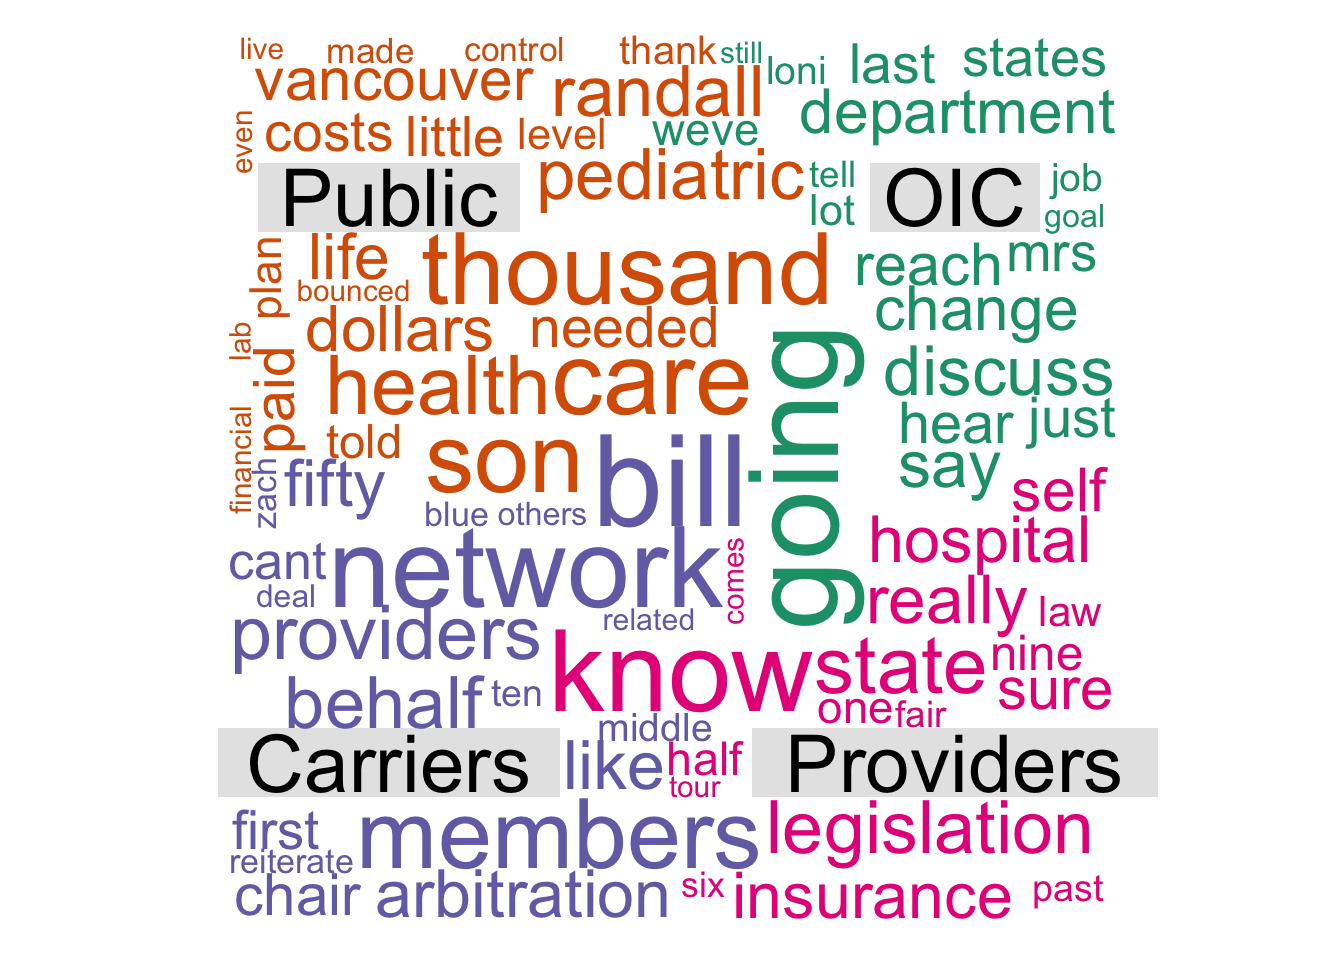 live made control thank still loni last states
vancouver randall department
even costs little level weve
pediatric tell lot job goal
Public OIC
plan life thousand reach mrs
bounced change
lab dollars needed going
paid health care discuss
financial told son bill hear just
zach fifty say self
blue others hospital
cant network comes
deal really law
providers related
know state nine
behalf ten sure
middle one fair
Carriers like half Providers
tour
first members legislation
reiterate
chair arbitration six insurance past